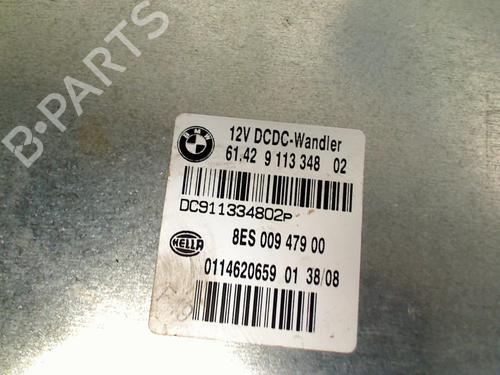 B-PARTS
BMW
12V DCDC-Wandler
61.42 9 113 348 02
DC911334802P
8ES 009 479 00
HELLA
0114620659 01 38/08